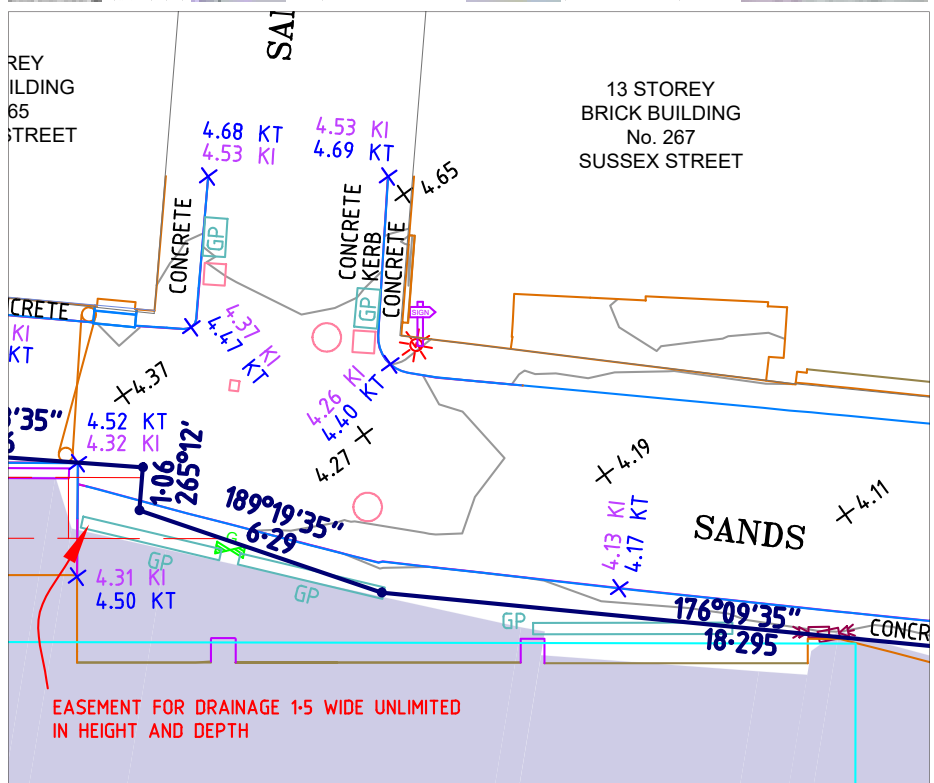 SAI
REY
ILDING
65
STREET
13 STOREY
BRICK BUILDING
No. 267
SUSSEX STREET
4.68 KT
4.53 KI
4.53 KI
4.69 KT
4.65
CONCRETE
GP
CONCRETE
KERB
CONCRETE
GP
SIGN
CRETE
KI
KT
4.37 KI
4.47 KT
4.37
4.26 KI
4.40 KT
4.27
4.52 KT
4.32 KI
'35"
1·06
265°12'
189°19'35"
6·29
4.19
4.11
4.13 KI
4.17 KT
SANDS
G
GP
GP
GP
4.31 KI
4.50 KT
176°09'35"
18·295
CONCR
EASEMENT FOR DRAINAGE 1·5 WIDE UNLIMITED
IN HEIGHT AND DEPTH